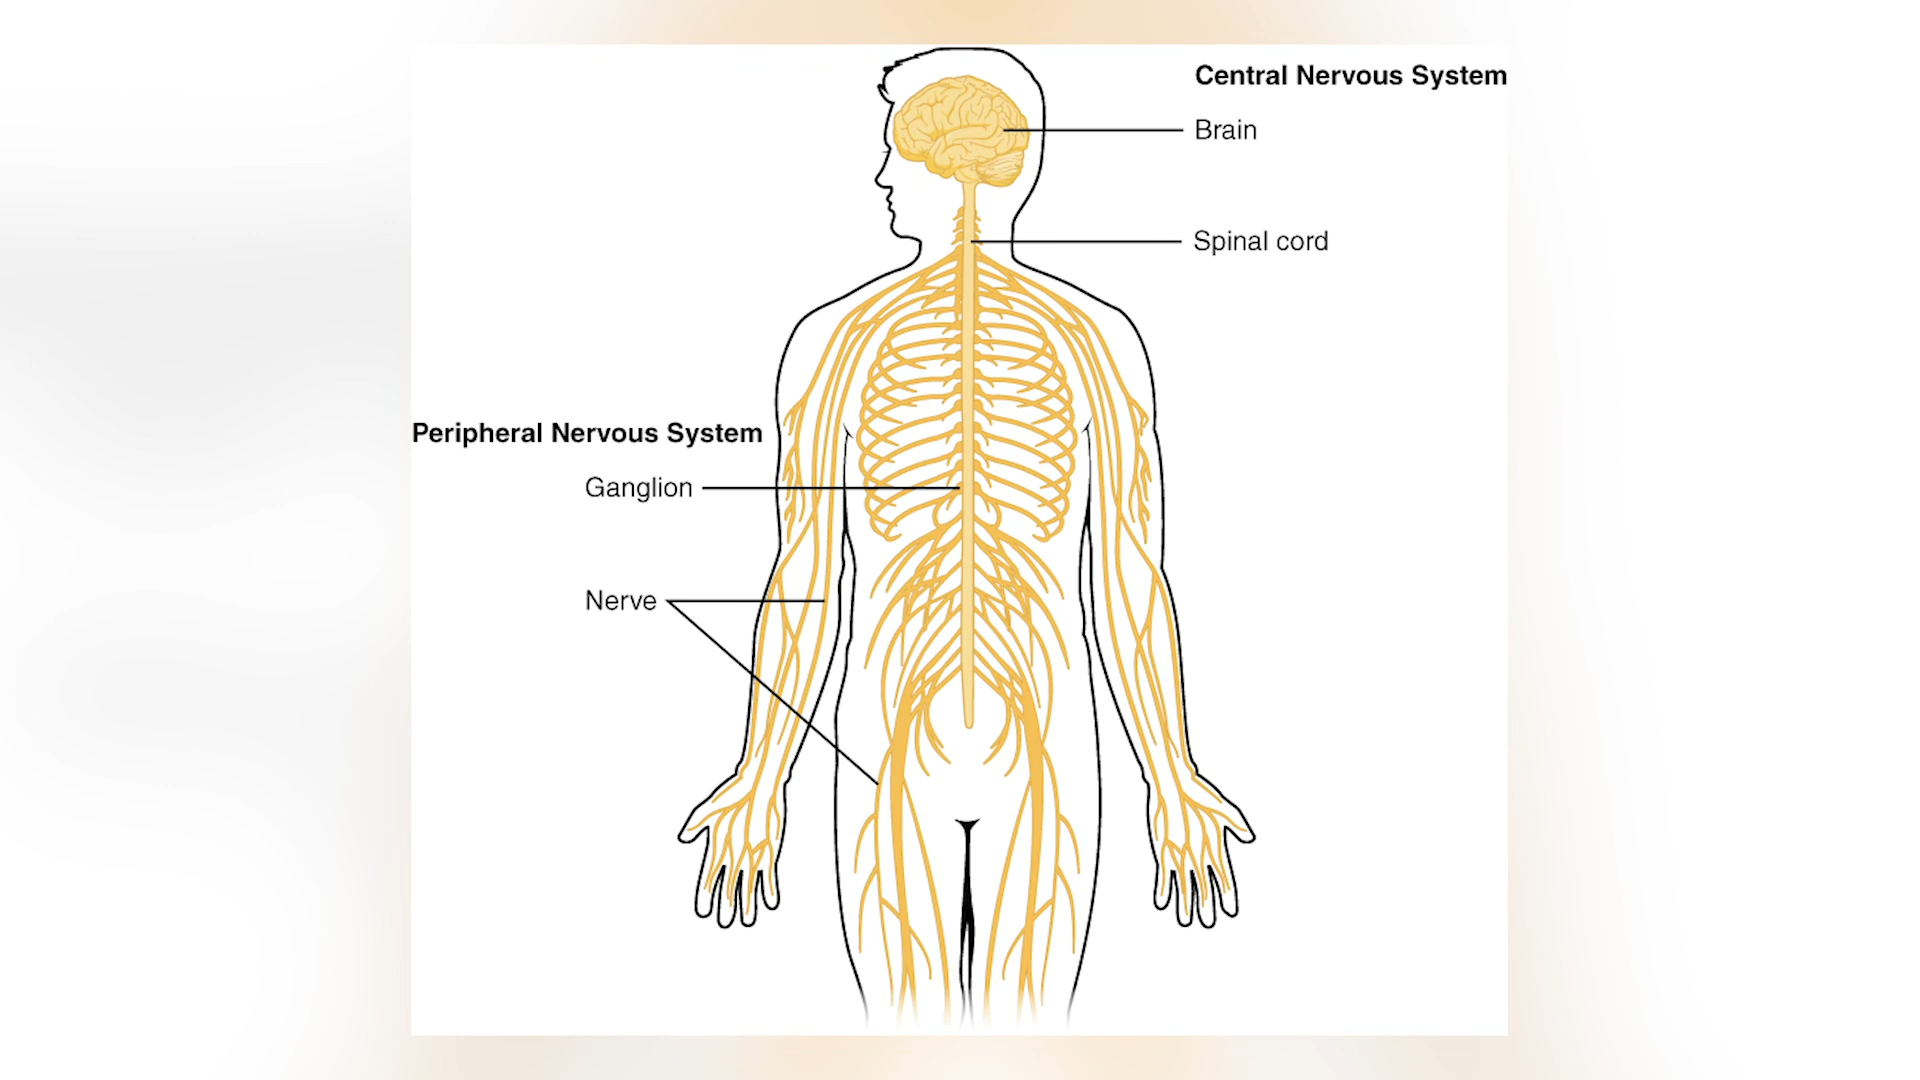 Central Nervous System
Brain
Spinal cord
Peripheral Nervous System
Ganglion
Nerve